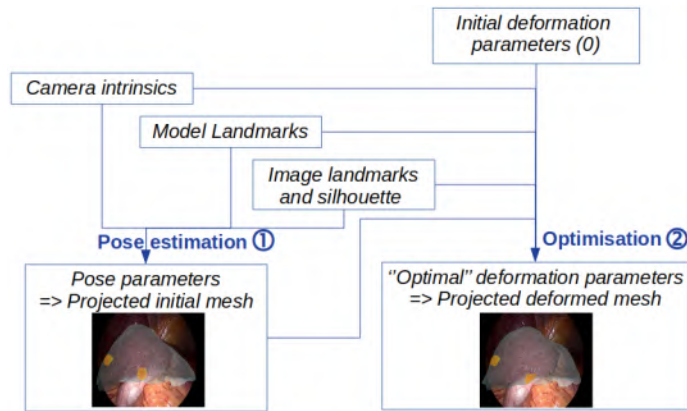 Initial deformation
parameters (0)
Camera intrinsics
Model Landmarks
Image landmarks
and silhouette
Pose estimation ①
Optimisation ②
Pose parameters
=> Projected initial mesh
‘’Optimal’’ deformation parameters
=> Projected deformed mesh